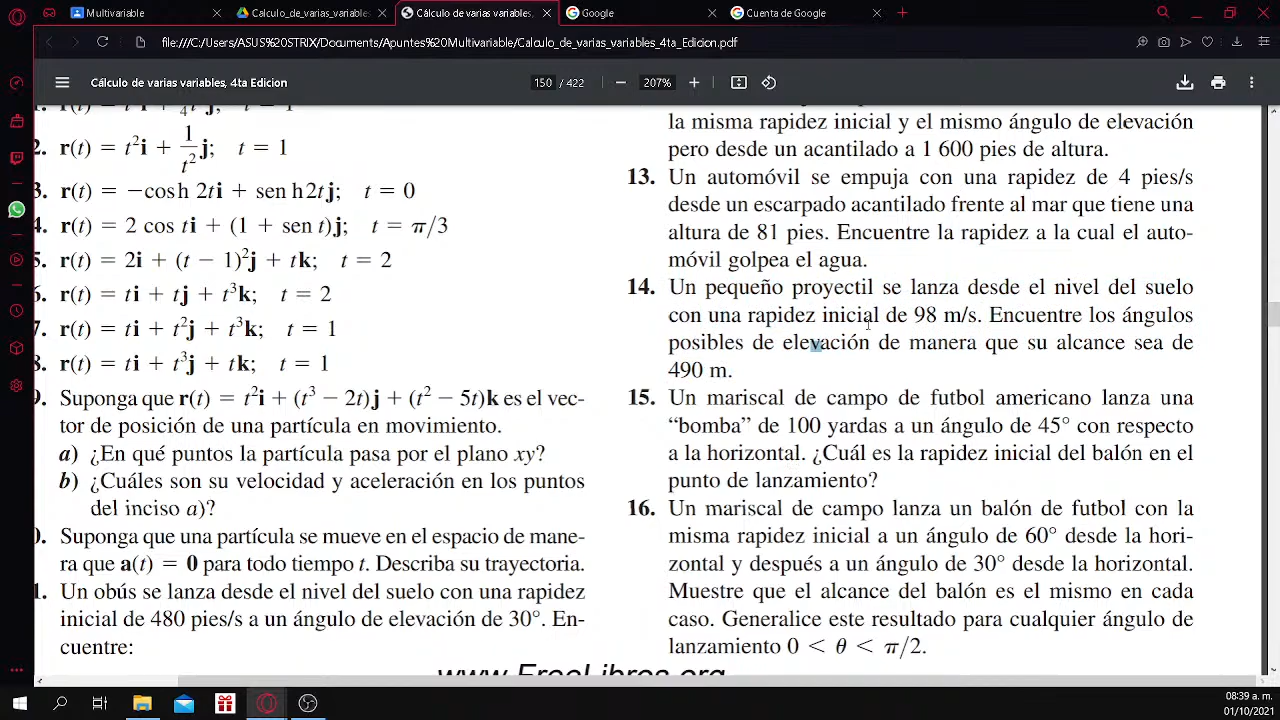 Multivariable
Calculo_de_varias_variables
Cálculo de varias variables,
Google
Cuenta de Google
file:///C:/Users/ASUS%20STRIX/Documents/Apuntes%20Multivariable/Calculo_de_varias_variables_4ta_Edicion.pdf
Cálculo de varias variables, 4ta Edicion
150 / 422
207%
2. r(t) = t²i + 1/t² j; t = 1
3. r(t) = −cosh 2ti + senh 2tj; t = 0
4. r(t) = 2 cos ti + (1 + sen t)j; t = π/3
5. r(t) = 2i + (t − 1)²j + tk; t = 2
6. r(t) = ti + tj + t³k; t = 2
7. r(t) = ti + t²j + t³k; t = 1
8. r(t) = ti + t³j + tk; t = 1
9. Suponga que r(t) = t²i + (t³ − 2t)j + (t² − 5t)k es el vec-
tor de posición de una partícula en movimiento.
a) ¿En qué puntos la partícula pasa por el plano xy?
b) ¿Cuáles son su velocidad y aceleración en los puntos
del inciso a)?
0. Suponga que una partícula se mueve en el espacio de mane-
ra que a(t) = 0 para todo tiempo t. Describa su trayectoria.
1. Un obús se lanza desde el nivel del suelo con una rapidez
inicial de 480 pies/s a un ángulo de elevación de 30°. En-
cuentre:
la misma rapidez inicial y el mismo ángulo de elevación
pero desde un acantilado a 1 600 pies de altura.
13. Un automóvil se empuja con una rapidez de 4 pies/s
desde un escarpado acantilado frente al mar que tiene una
altura de 81 pies. Encuentre la rapidez a la cual el auto-
móvil golpea el agua.
14. Un pequeño proyectil se lanza desde el nivel del suelo
con una rapidez inicial de 98 m/s. Encuentre los ángulos
posibles de elevación de manera que su alcance sea de
490 m.
15. Un mariscal de campo de futbol americano lanza una
“bomba” de 100 yardas a un ángulo de 45° con respecto
a la horizontal. ¿Cuál es la rapidez inicial del balón en el
punto de lanzamiento?
16. Un mariscal de campo lanza un balón de futbol con la
misma rapidez inicial a un ángulo de 60° desde la hori-
zontal y después a un ángulo de 30° desde la horizontal.
Muestre que el alcance del balón es el mismo en cada
caso. Generalice este resultado para cualquier ángulo de
lanzamiento 0 < θ < π/2.
www.FreeLibros.org
08:39 a. m.
01/10/2021